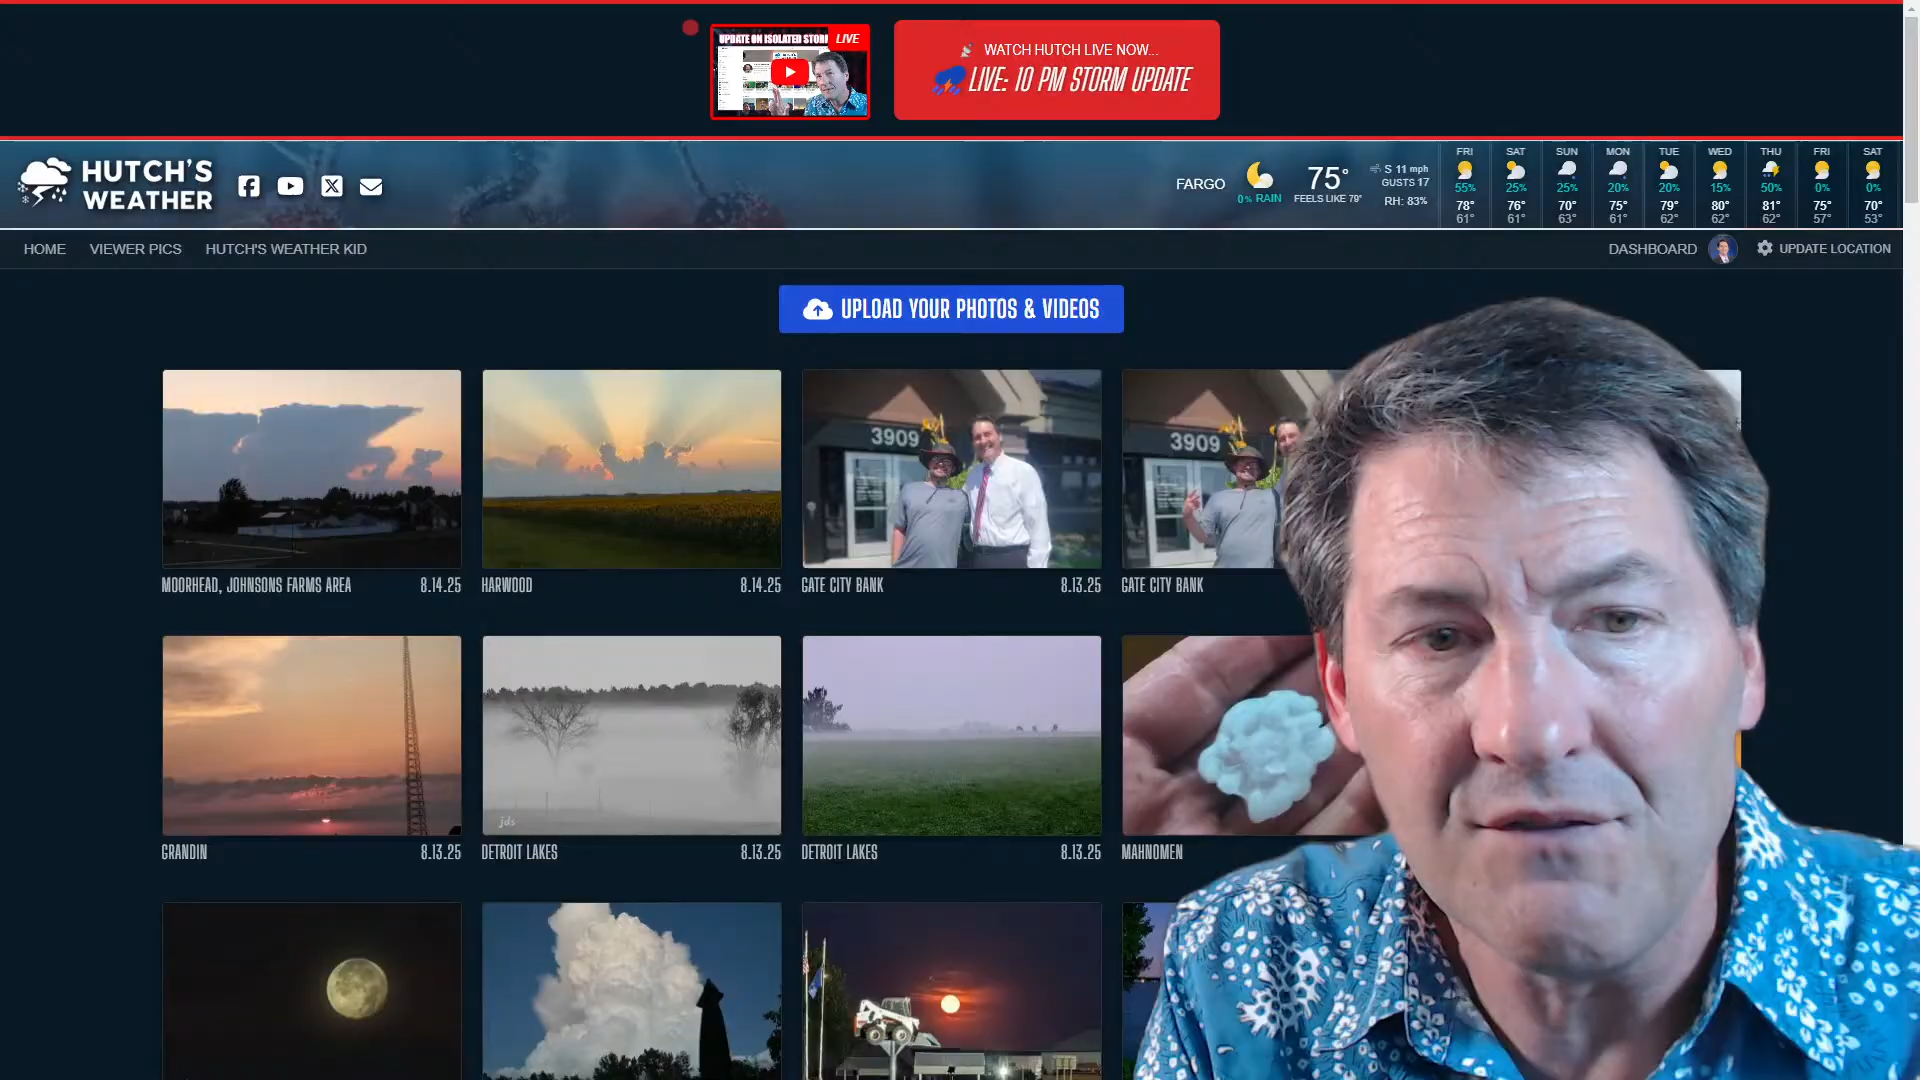 UPDATE ON ISOLATED STORM
LIVE
WATCH HUTCH LIVE NOW...
LIVE: 10 PM STORM UPDATE
HUTCH'S
WEATHER
FARGO
0% RAIN
75°
FEELS LIKE 79°
S 11 mph
GUSTS 17
RH: 83%
FRI
55%
78°
61°
SAT
25%
76°
61°
SUN
25%
70°
63°
MON
20%
75°
61°
TUE
20%
79°
62°
WED
15%
80°
62°
THU
50%
81°
62°
FRI
0%
75°
57°
SAT
0%
70°
53°
HOME
VIEWER PICS
HUTCH'S WEATHER KID
DASHBOARD
UPDATE LOCATION
UPLOAD YOUR PHOTOS & VIDEOS
3909
3909
MOORHEAD, JOHNSONS FARMS AREA 8.14.25
HARWOOD 8.14.25
GATE CITY BANK 8.13.25
GATE CITY BANK
jds
GRANDIN 8.13.25
DETROIT LAKES 8.13.25
DETROIT LAKES 8.13.25
MAHNOMEN